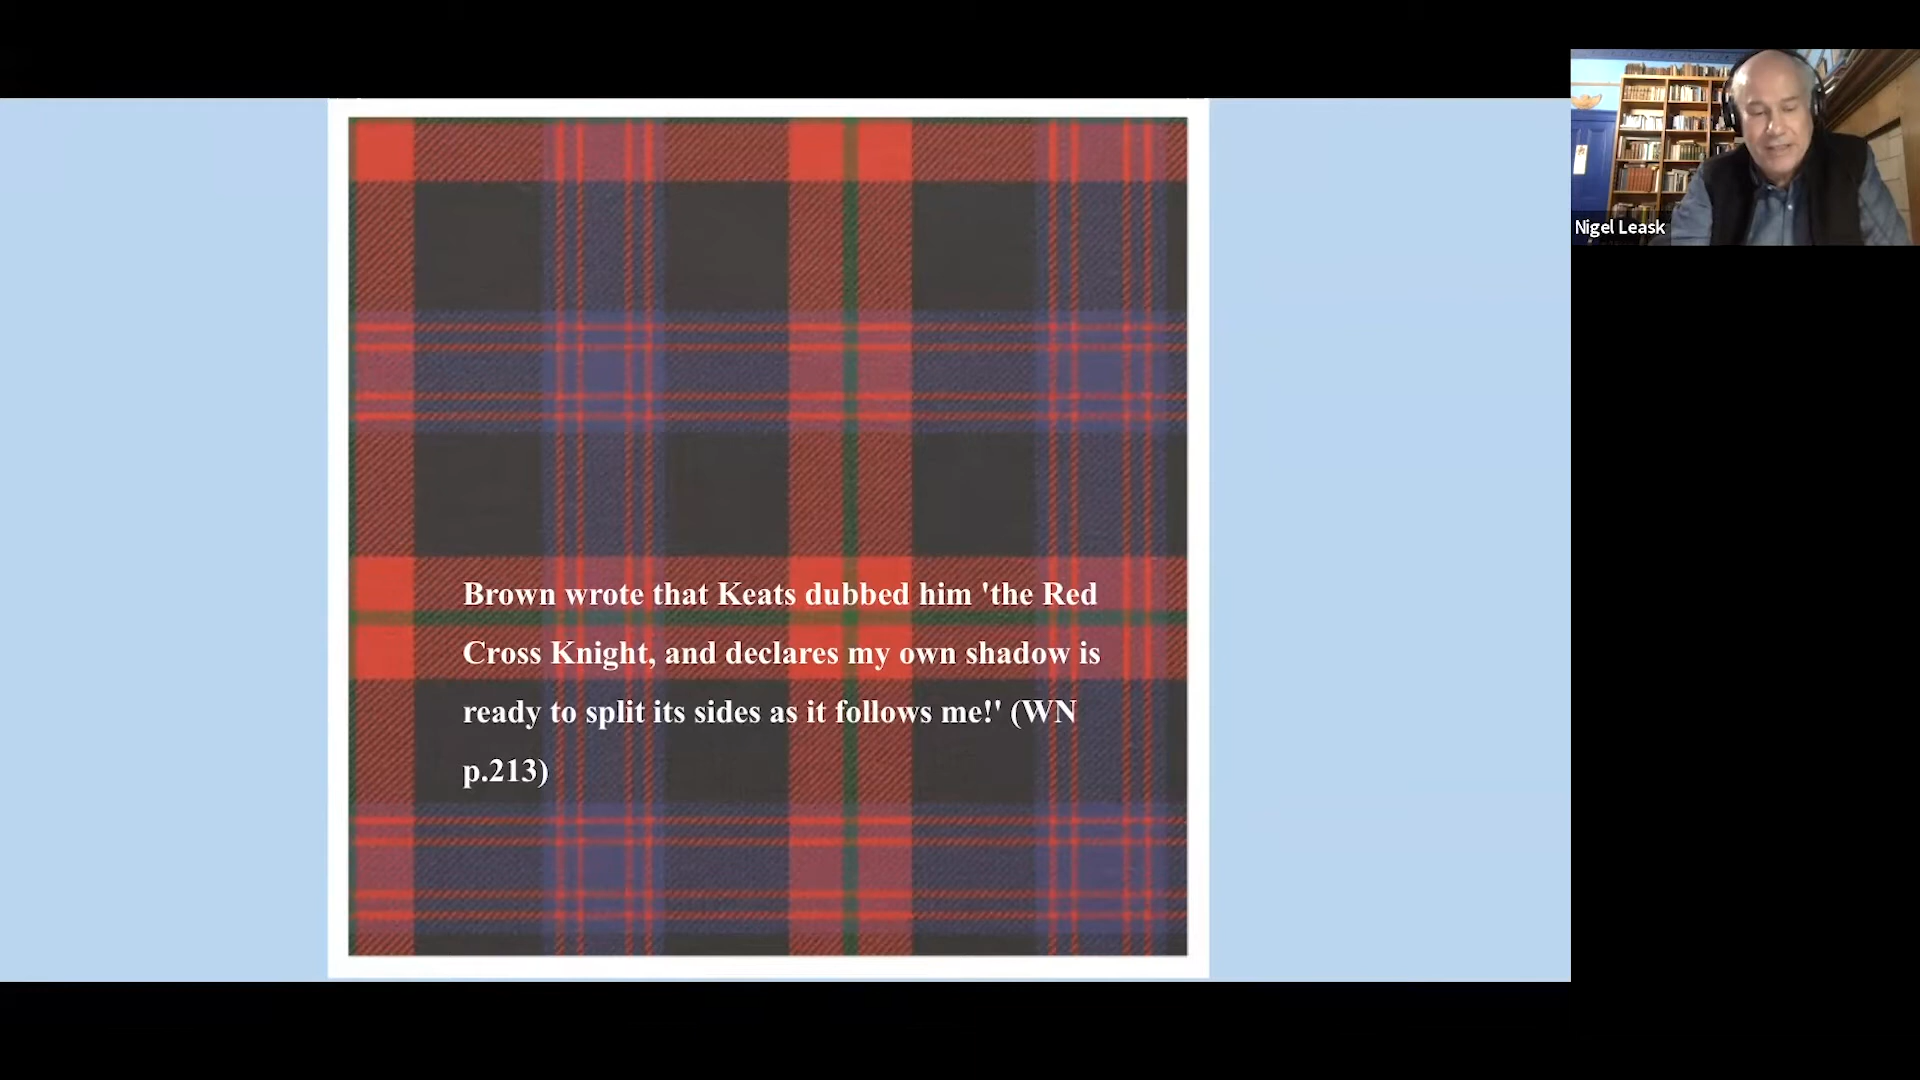 Brown wrote that Keats dubbed him 'the Red
Cross Knight, and declares my own shadow is
ready to split its sides as it follows me!' (WN
p.213)
Nigel Leask